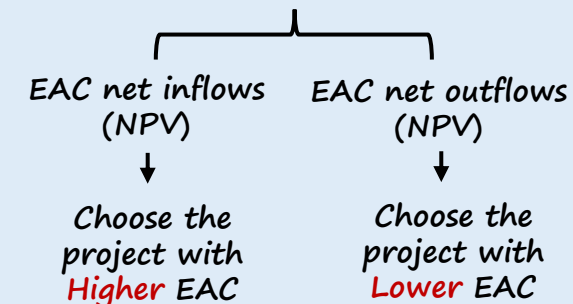 EAC net inflows
(NPV)
Choose the
project with
Higher EAC
EAC net outflows
(NPV)
Choose the
project with
Lower EAC